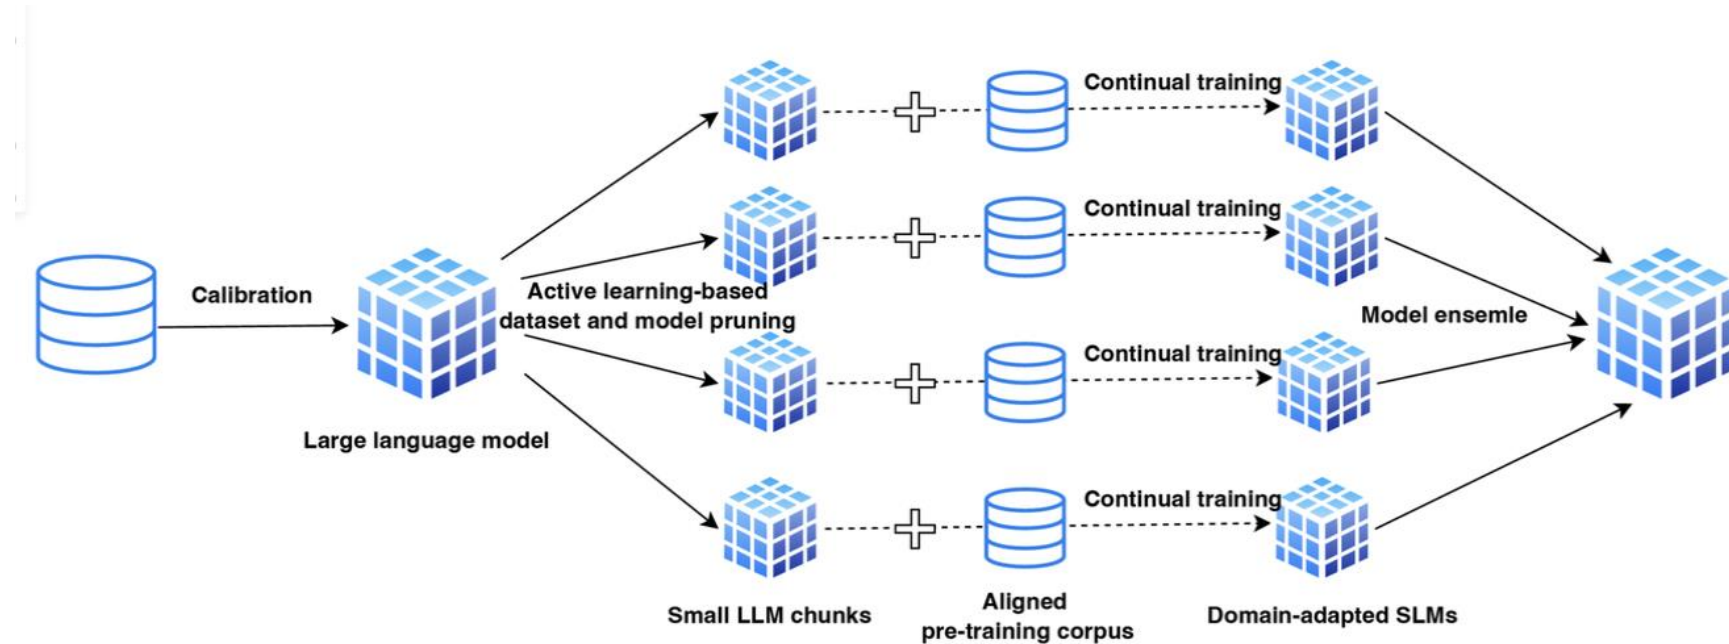 Continual training
Continual training
Calibration
Active learning-based
dataset and model pruning
Model ensemle
Continual training
Large language model
Continual training
Small LLM chunks
Aligned
pre-training corpus
Domain-adapted SLMs